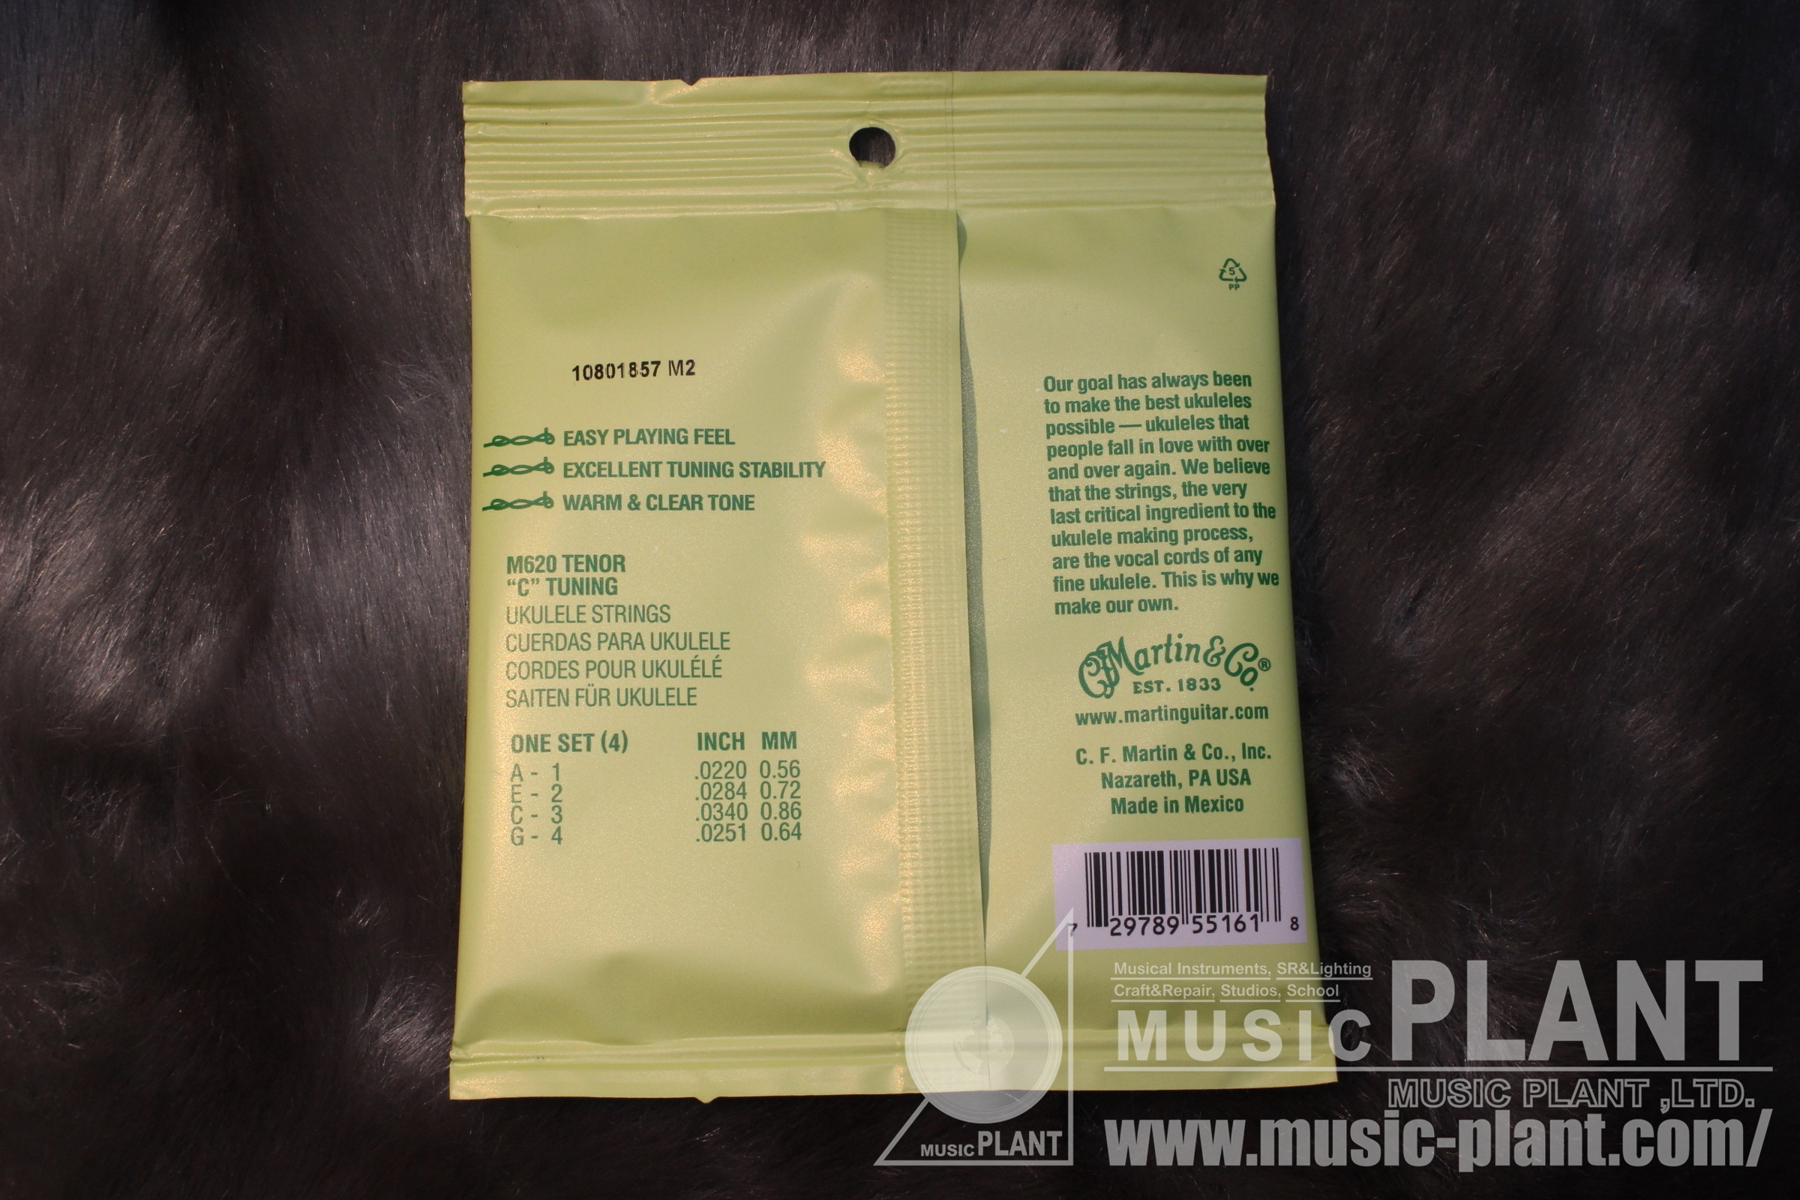 10801857 M2
EASY PLAYING FEEL
EXCELLENT TUNING STABILITY
WARM & CLEAR TONE
M620 TENOR
“C” TUNING
UKULELE STRINGS
CUERDAS PARA UKULELE
CORDES POUR UKULÉLÉ
SAITEN FÜR UKULELE
ONE SET (4) INCH MM
A - 1 .0220 0.56
E - 2 .0284 0.72
C - 3 .0340 0.86
G - 4 .0251 0.64
5
PP
Our goal has always been
to make the best ukuleles
possible — ukuleles that
people fall in love with over
and over again. We believe
that the strings, the very
last critical ingredient to the
ukulele making process,
are the vocal cords of any
fine ukulele. This is why we
make our own.
CF Martin & Co.®
EST. 1833
www.martinguitar.com
C. F. Martin & Co., Inc.
Nazareth, PA USA
Made in Mexico
7 29789 55161 8
Musical Instruments, SR&Lighting
Craft&Repair, Studios, School
MUSIC PLANT
MUSIC PLANT ,LTD.
MUSIC PLANT
www.music-plant.com/